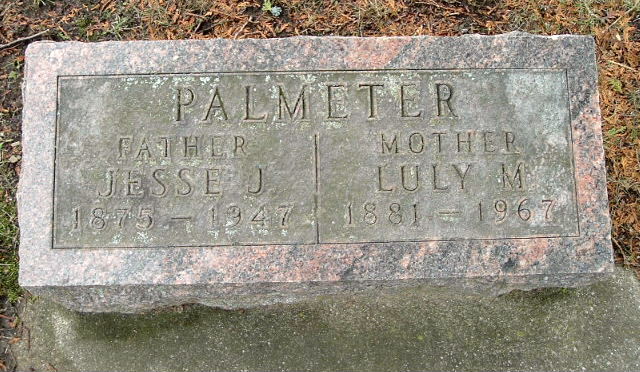 PALMETER
FATHER
JESSE J
1875 — 1947
MOTHER
LULY M
1881 — 1967